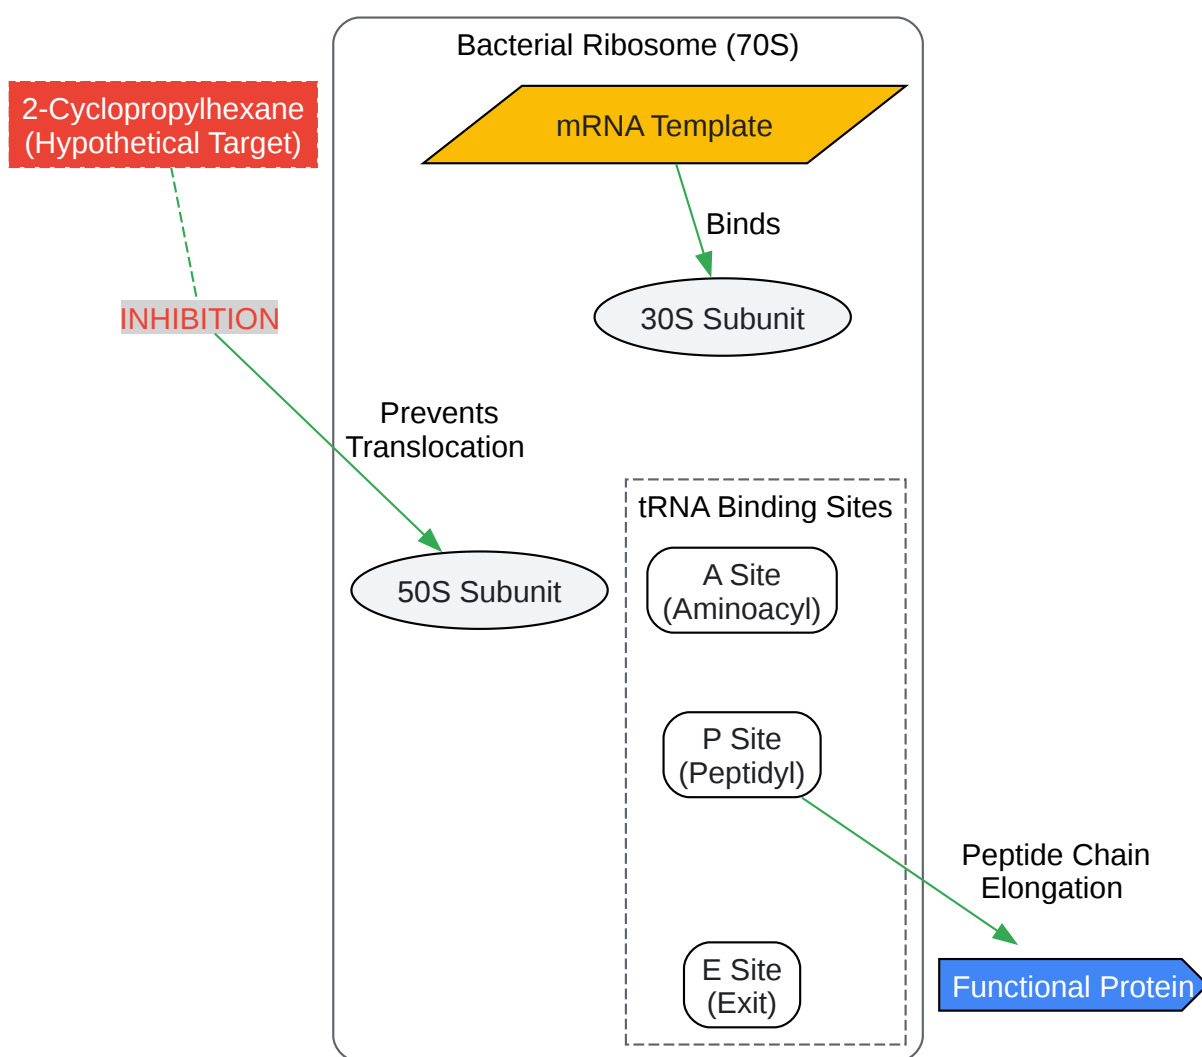 Bacterial Ribosome (70S)
2-Cyclopropylhexane
(Hypothetical Target)
mRNA Template
Binds
INHIBITION
30S Subunit
Prevents
Translocation
tRNA Binding Sites
50S Subunit
A Site
(Aminoacyl)
P Site
(Peptidyl)
Peptide Chain
Elongation
E Site
(Exit)
Functional Protein